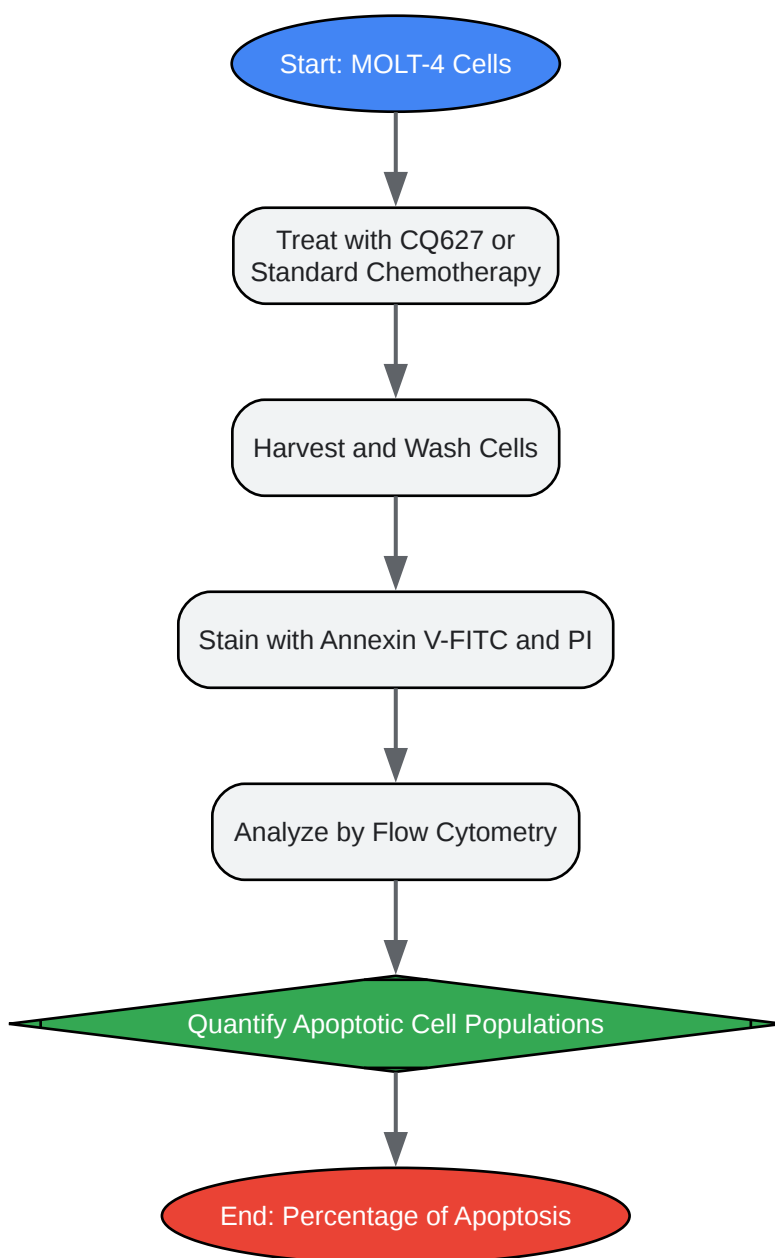 Start: MOLT-4 Cells
Treat with CQ627 or
Standard Chemotherapy
Harvest and Wash Cells
Stain with Annexin V-FITC and PI
Analyze by Flow Cytometry
Quantify Apoptotic Cell Populations
End: Percentage of Apoptosis